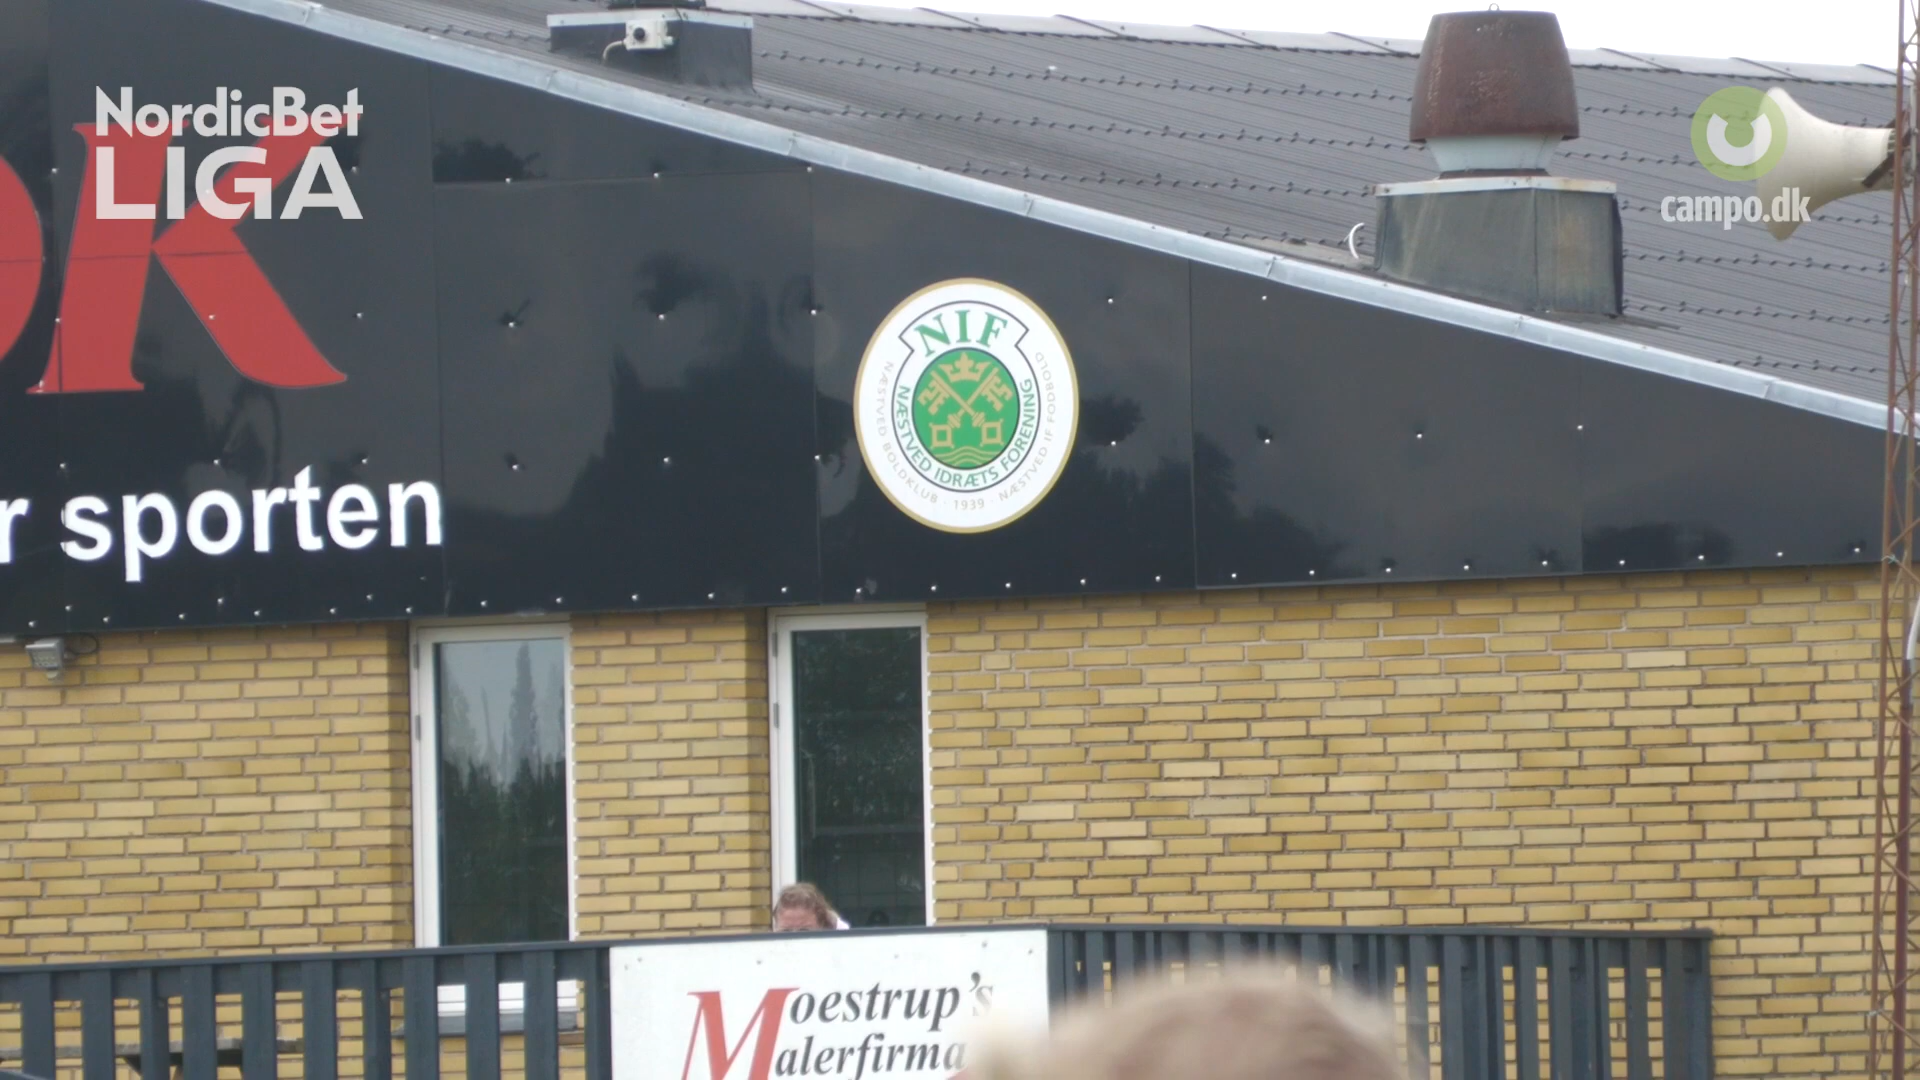 NordicBet
LIGA
campo.dk
K
r sporten
NIF
NÆSTVED IDRÆTS FORENING
NÆSTVED BOLDKLUB · 1939 · NÆSTVED IF FODBOLD
Moestrup's
Malerfirma